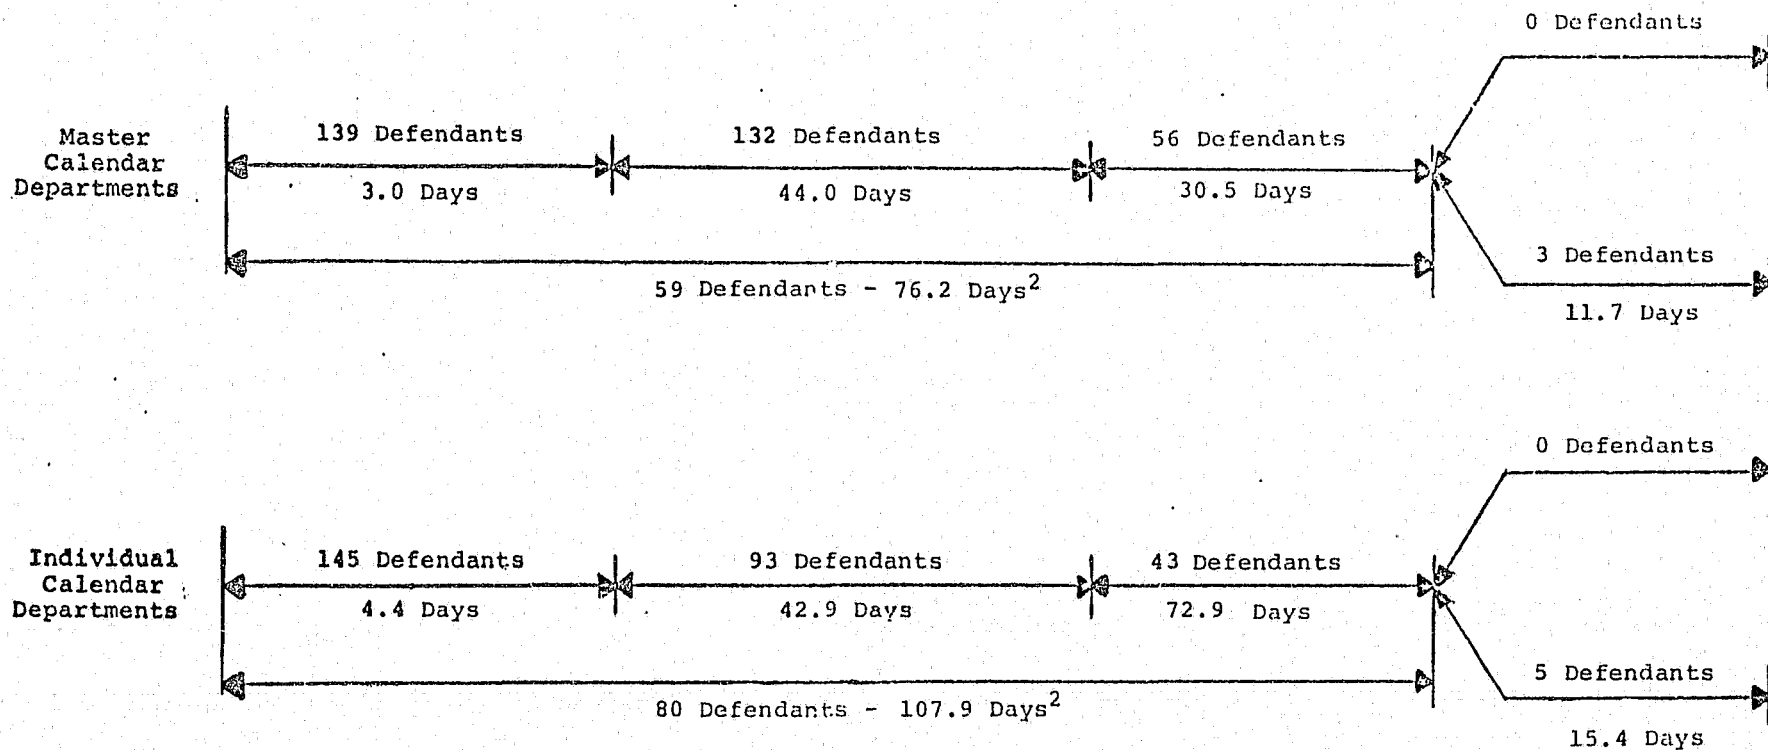 0 Defendants
Master
Calendar
Departments
139 Defendants
132 Defendants
56 Defendants
3.0 Days
44.0 Days
30.5 Days
59 Defendants - 76.2 Days²
3 Defendants
11.7 Days
0 Defendants
Individual
Calendar
Departments
145 Defendants
93 Defendants
43 Defendants
4.4 Days
42.9 Days
72.9 Days
80 Defendants - 107.9 Days²
5 Defendants
15.4 Days